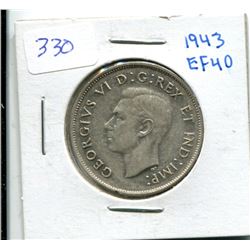 330
1943
EF40
GEORGIVS VI D:G:REX ET IND:IMP: